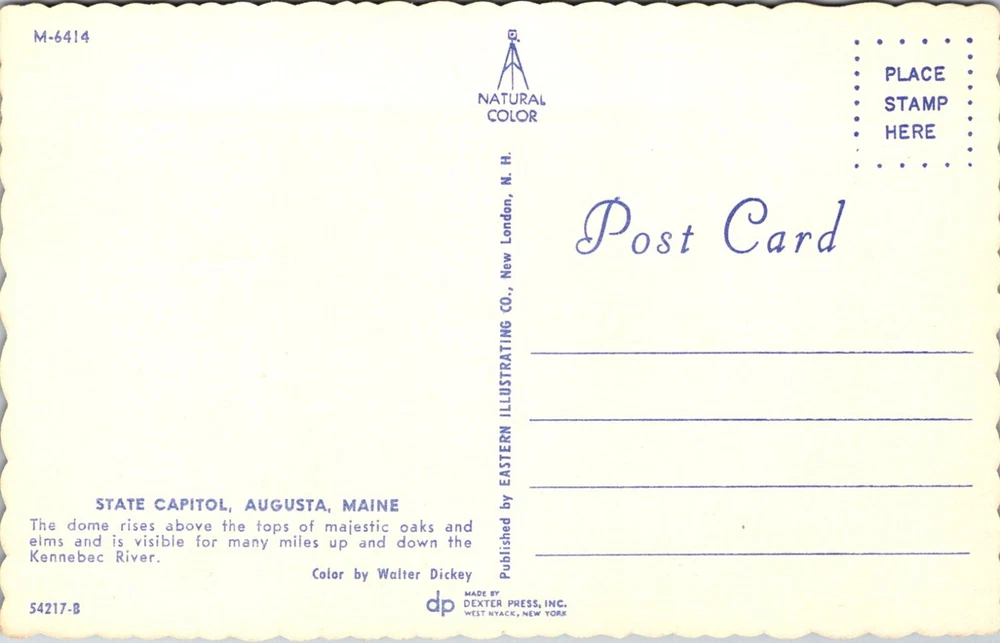 M-6414
NATURAL
COLOR
PLACE
STAMP
HERE
Post Card
Published by EASTERN ILLUSTRATING CO., New London, N. H.
STATE CAPITOL, AUGUSTA, MAINE
The dome rises above the tops of majestic oaks and
elms and is visible for many miles up and down the
Kennebec River.
Color by Walter Dickey
54217-B
dp
MADE BY
DEXTER PRESS, INC.
WEST NYACK, NEW YORK